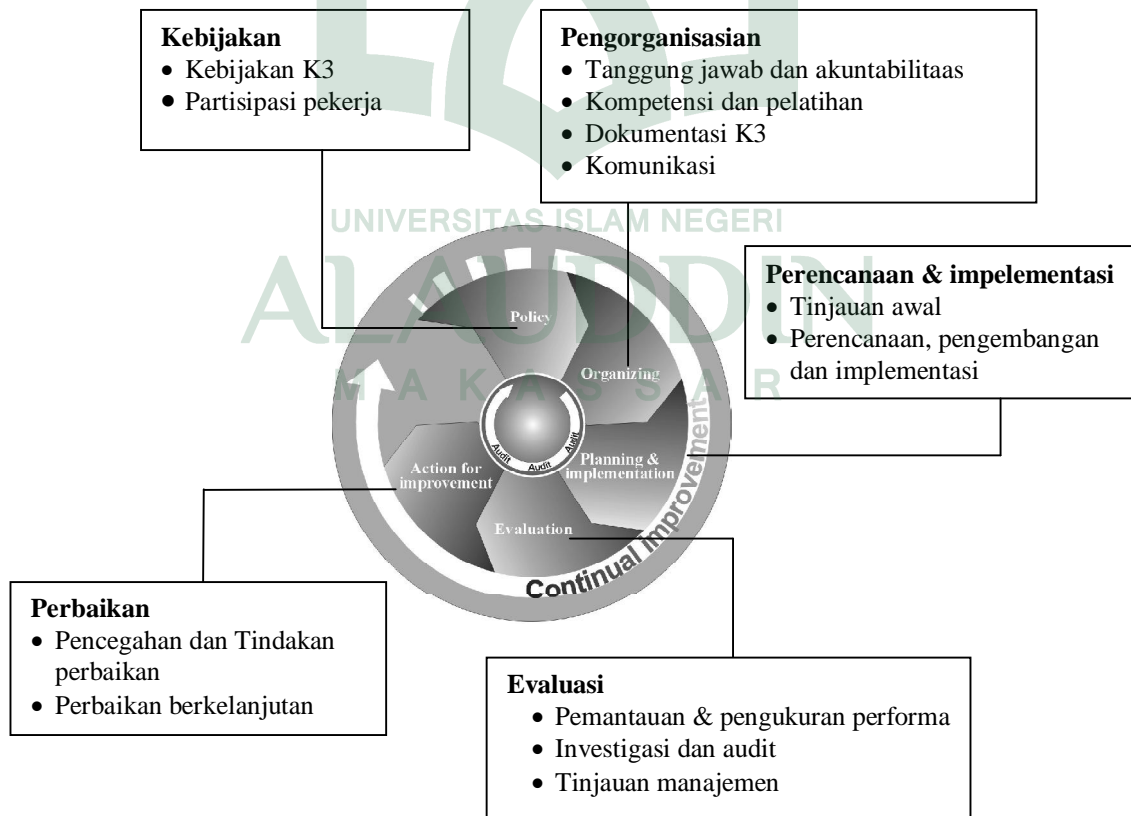 Kebijakan
• Kebijakan K3
• Partisipasi pekerja
Pengorganisasian
• Tanggung jawab dan akuntabilitaas
• Kompetensi dan pelatihan
• Dokumentasi K3
• Komunikasi
UNIVERSITAS ISLAM NEGERI
ALAUDDIN
MAKASSAR
Perencanaan & impelementasi
• Tinjauan awal
• Perencanaan, pengembangan
dan implementasi
Policy
Organizing
Planning &
implementation
Evaluation
Action for
improvement
Audit
Audit
Audit
Continual improvement
Perbaikan
• Pencegahan dan Tindakan
perbaikan
• Perbaikan berkelanjutan
Evaluasi
• Pemantauan & pengukuran performa
• Investigasi dan audit
• Tinjauan manajemen